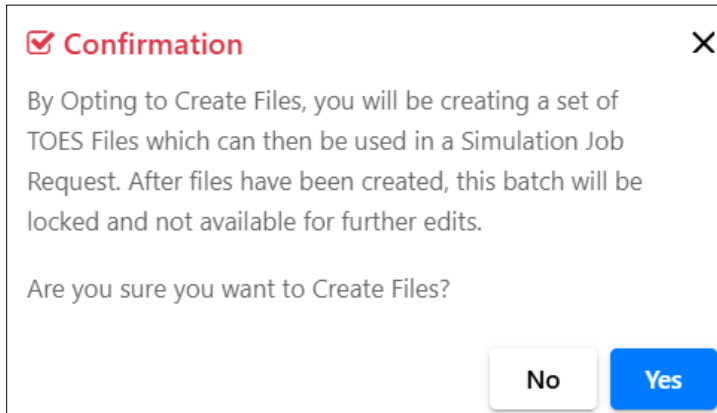 Confirmation
By Opting to Create Files, you will be creating a set of
TOES Files which can then be used in a Simulation Job
Request. After files have been created, this batch will be
locked and not available for further edits.
Are you sure you want to Create Files?
No
Yes